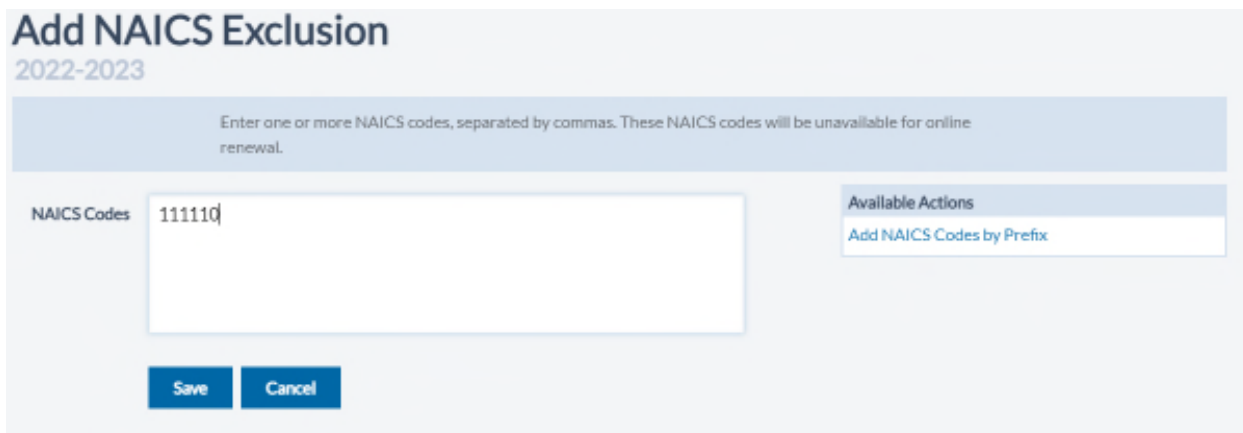 Add NAICS Exclusion
2022-2023
Enter one or more NAICS codes, separated by commas. These NAICS codes will be unavailable for online
renewal.
NAICS Codes
111110
Available Actions
Add NAICS Codes by Prefix
Save
Cancel